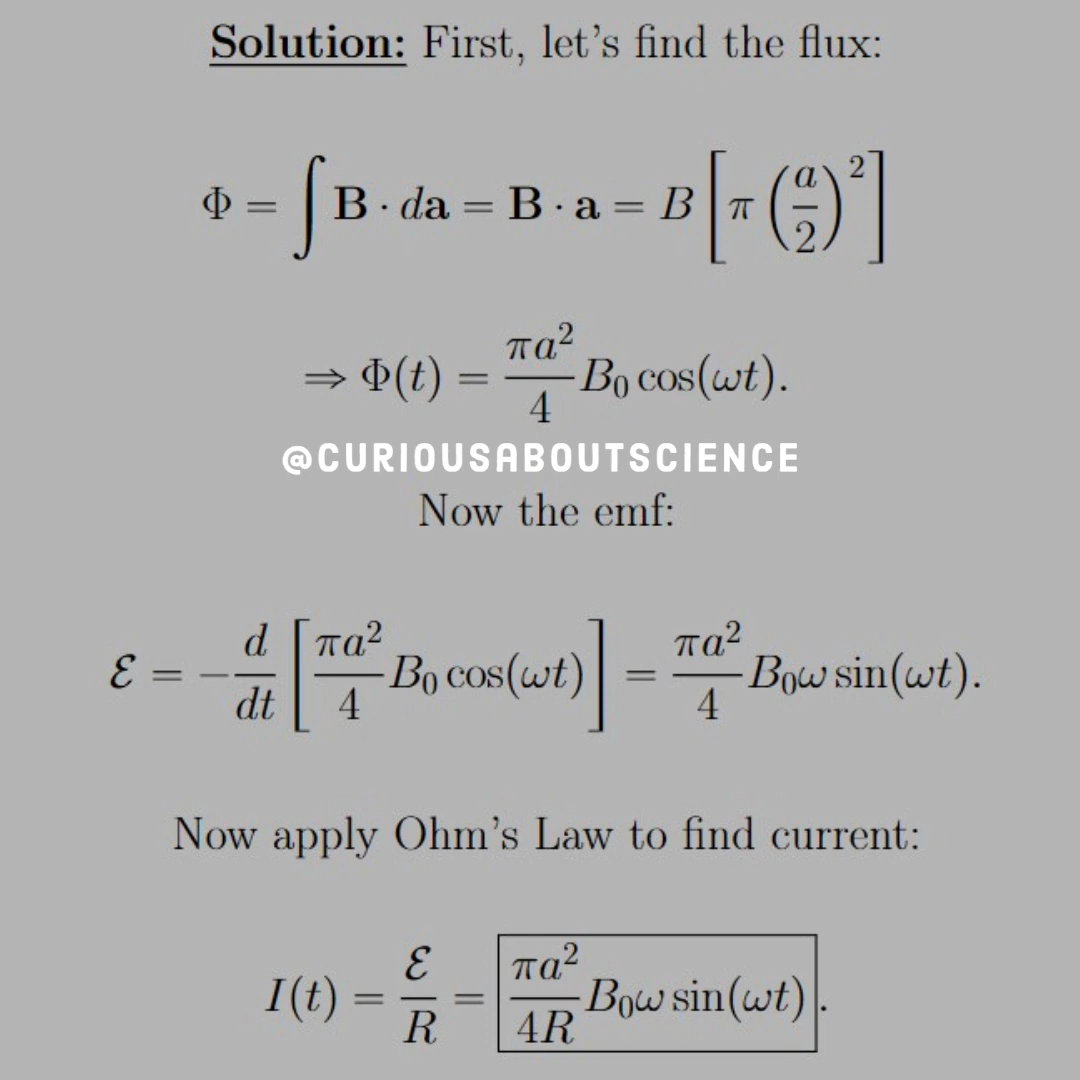 Solution: First, let's find the flux:
Φ = ∫ B · da = B · a = B [π (a/2)²]
⇒ Φ(t) = πa²/4 B₀ cos(ωt).
@CURIOUSABOUTSCIENCE
Now the emf:
ℰ = −d/dt [πa²/4 B₀ cos(ωt)] = πa²/4 B₀ω sin(ωt).
Now apply Ohm's Law to find current:
I(t) = ℰ/R = πa²/4R B₀ω sin(ωt).